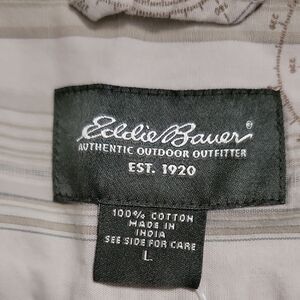 Eddie Bauer®
AUTHENTIC OUTDOOR OUTFITTER
EST. 1920
100% COTTON
MADE IN
INDIA
SEE SIDE FOR CARE
L